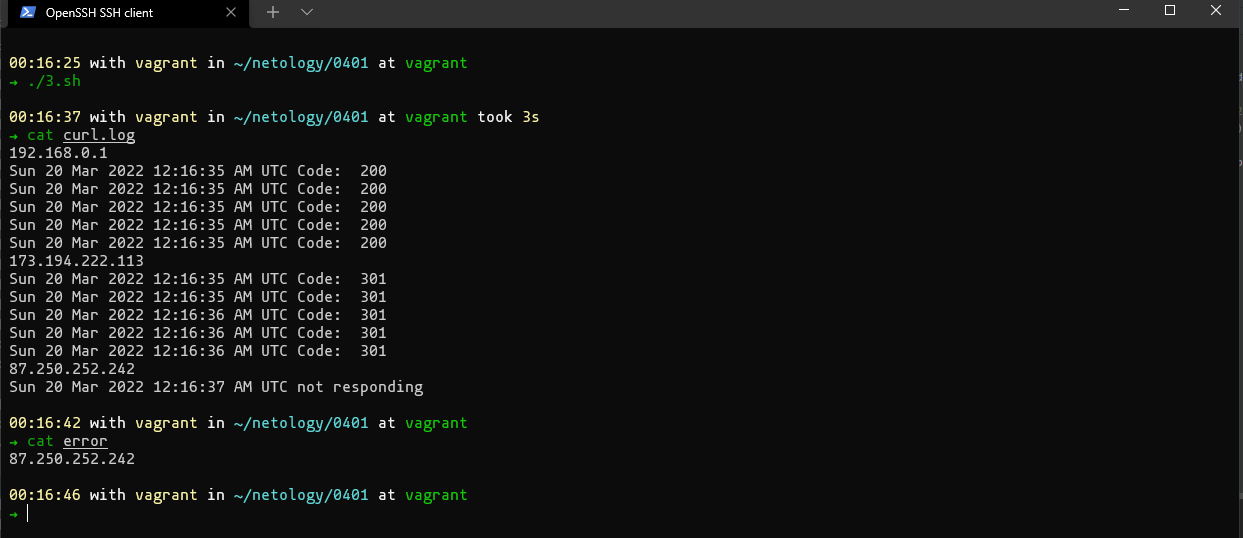 OpenSSH SSH client
00:16:25 with vagrant in ~/netology/0401 at vagrant
→ ./3.sh
00:16:37 with vagrant in ~/netology/0401 at vagrant took 3s
→ cat curl.log
192.168.0.1
Sun 20 Mar 2022 12:16:35 AM UTC Code:  200
Sun 20 Mar 2022 12:16:35 AM UTC Code:  200
Sun 20 Mar 2022 12:16:35 AM UTC Code:  200
Sun 20 Mar 2022 12:16:35 AM UTC Code:  200
Sun 20 Mar 2022 12:16:35 AM UTC Code:  200
173.194.222.113
Sun 20 Mar 2022 12:16:35 AM UTC Code:  301
Sun 20 Mar 2022 12:16:35 AM UTC Code:  301
Sun 20 Mar 2022 12:16:36 AM UTC Code:  301
Sun 20 Mar 2022 12:16:36 AM UTC Code:  301
Sun 20 Mar 2022 12:16:36 AM UTC Code:  301
87.250.252.242
Sun 20 Mar 2022 12:16:37 AM UTC not responding
00:16:42 with vagrant in ~/netology/0401 at vagrant
→ cat error
87.250.252.242
00:16:46 with vagrant in ~/netology/0401 at vagrant
→